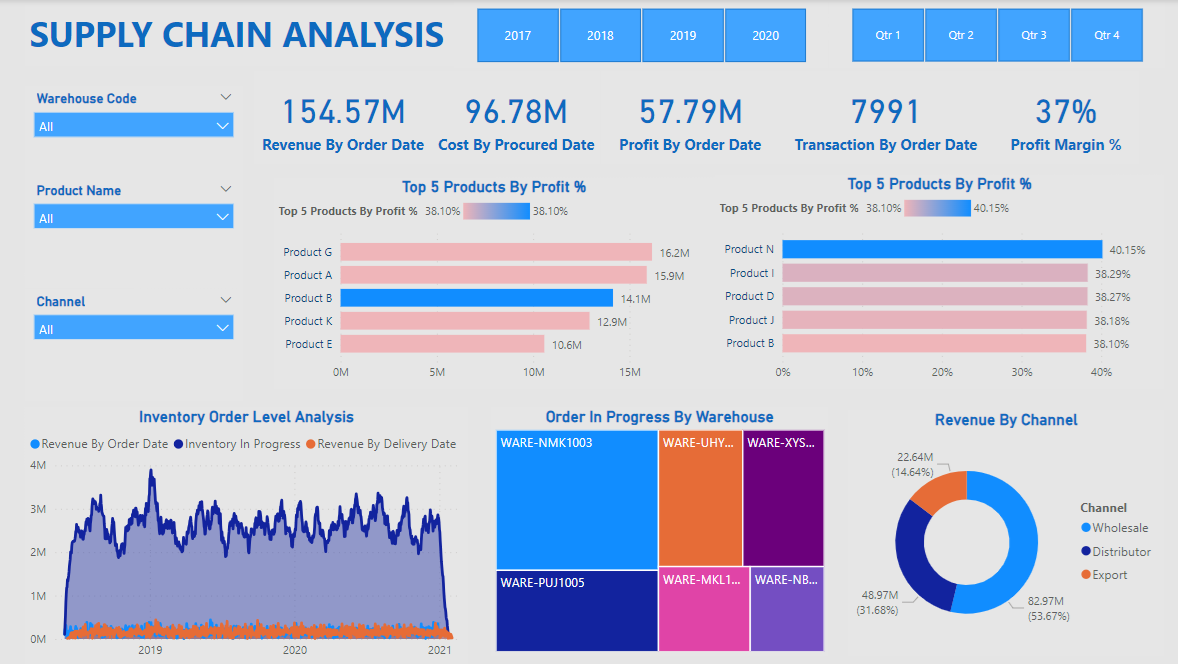 SUPPLY CHAIN ANALYSIS
2017 2018 2019 2020
Qtr 1 Qtr 2 Qtr 3 Qtr 4
Warehouse Code
All
Product Name
All
Channel
All
154.57M
Revenue By Order Date
96.78M
Cost By Procured Date
57.79M
Profit By Order Date
7991
Transaction By Order Date
37%
Profit Margin %
Top 5 Products By Profit %
Top 5 Products By Profit % 38.10% 38.10%
Product G 16.2M
Product A 15.9M
Product B 14.1M
Product K 12.9M
Product E 10.6M
0M 5M 10M 15M
Top 5 Products By Profit %
Top 5 Products By Profit % 38.10% 40.15%
Product N 40.15%
Product I 38.29%
Product D 38.27%
Product J 38.18%
Product B 38.10%
0% 10% 20% 30% 40%
Inventory Order Level Analysis
Revenue By Order Date Inventory In Progress Revenue By Delivery Date
4M
3M
2M
1M
0M
2019 2020 2021
Order In Progress By Warehouse
WARE-NMK1003 WARE-UHY... WARE-XYS...
WARE-PUJ1005 WARE-MKL1... WARE-NB...
Revenue By Channel
22.64M
(14.64%)
48.97M
(31.68%)
82.97M
(53.67%)
Channel
Wholesale
Distributor
Export